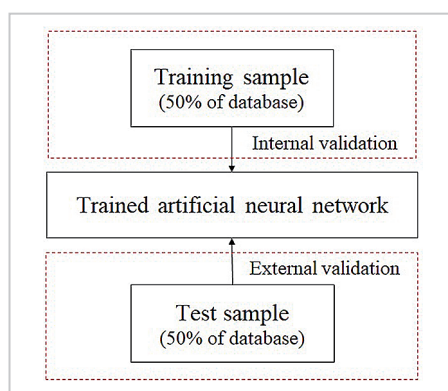 Training sample
(50% of database)
Internal validation
Trained artificial neural network
External validation
Test sample
(50% of database)